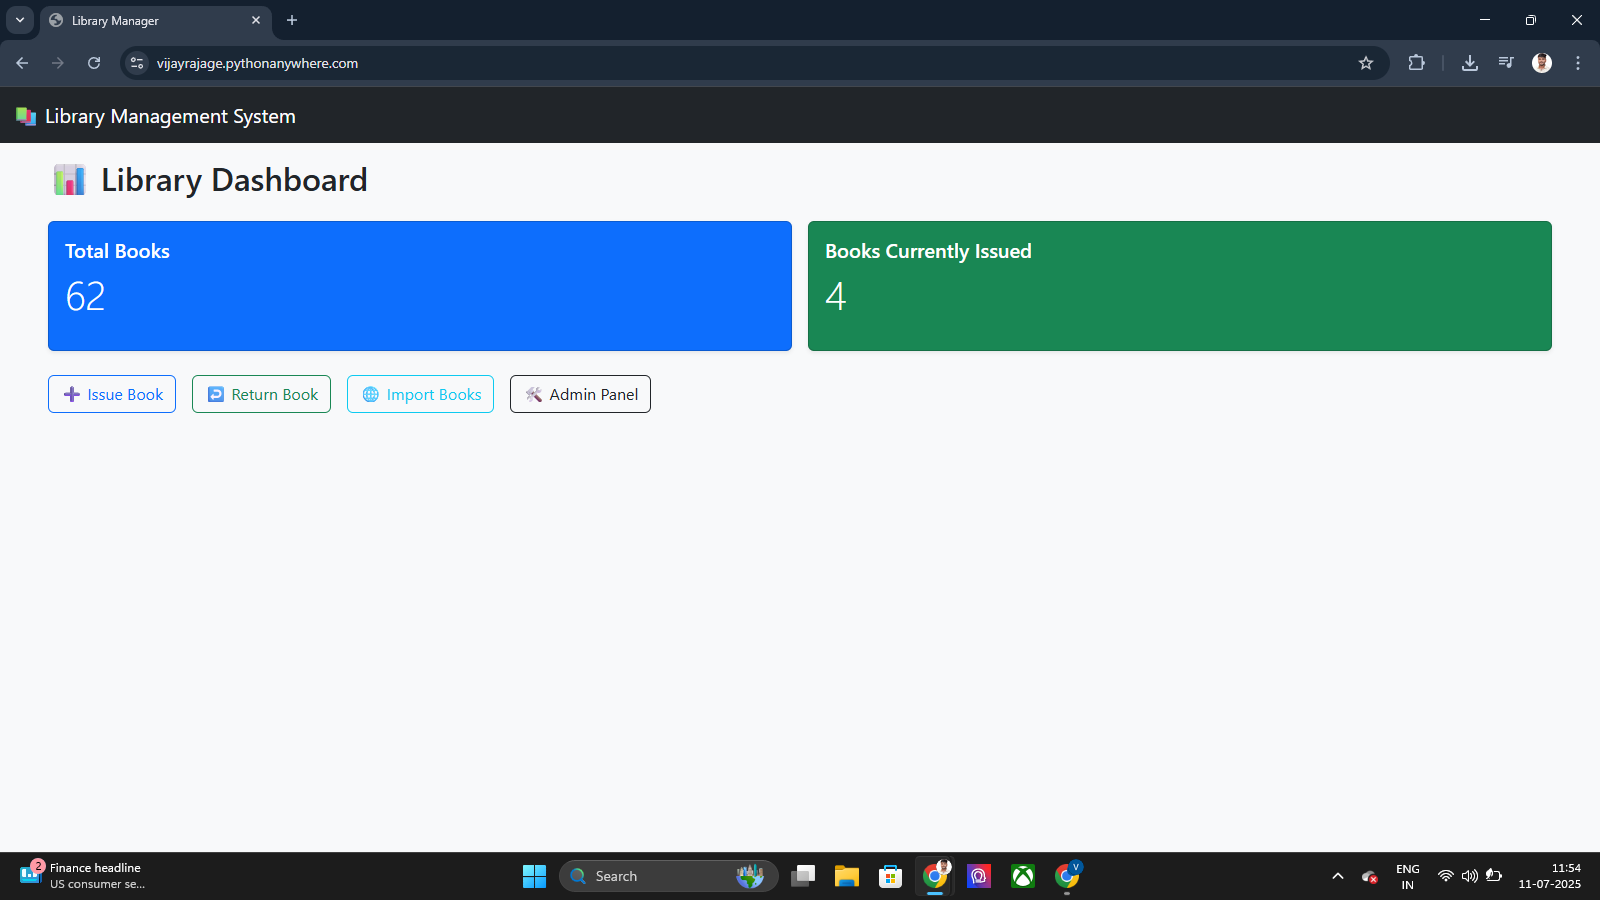 Library Manager
vijayrajage.pythonanywhere.com
Library Management System
Library Dashboard
Total Books
62
Books Currently Issued
4
Issue Book
Return Book
Import Books
Admin Panel
2
Finance headline
US consumer se...
Search
V
ENG
IN
11:54
11-07-2025